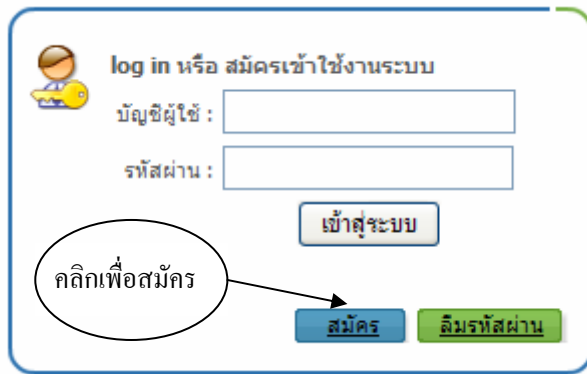 log in หรือ สมัครเข้าใช้งานระบบ
บัญชีผู้ใช้ :
รหัสผ่าน :
เข้าสู่ระบบ
คลิกเพื่อสมัคร
สมัคร ลืมรหัสผ่าน